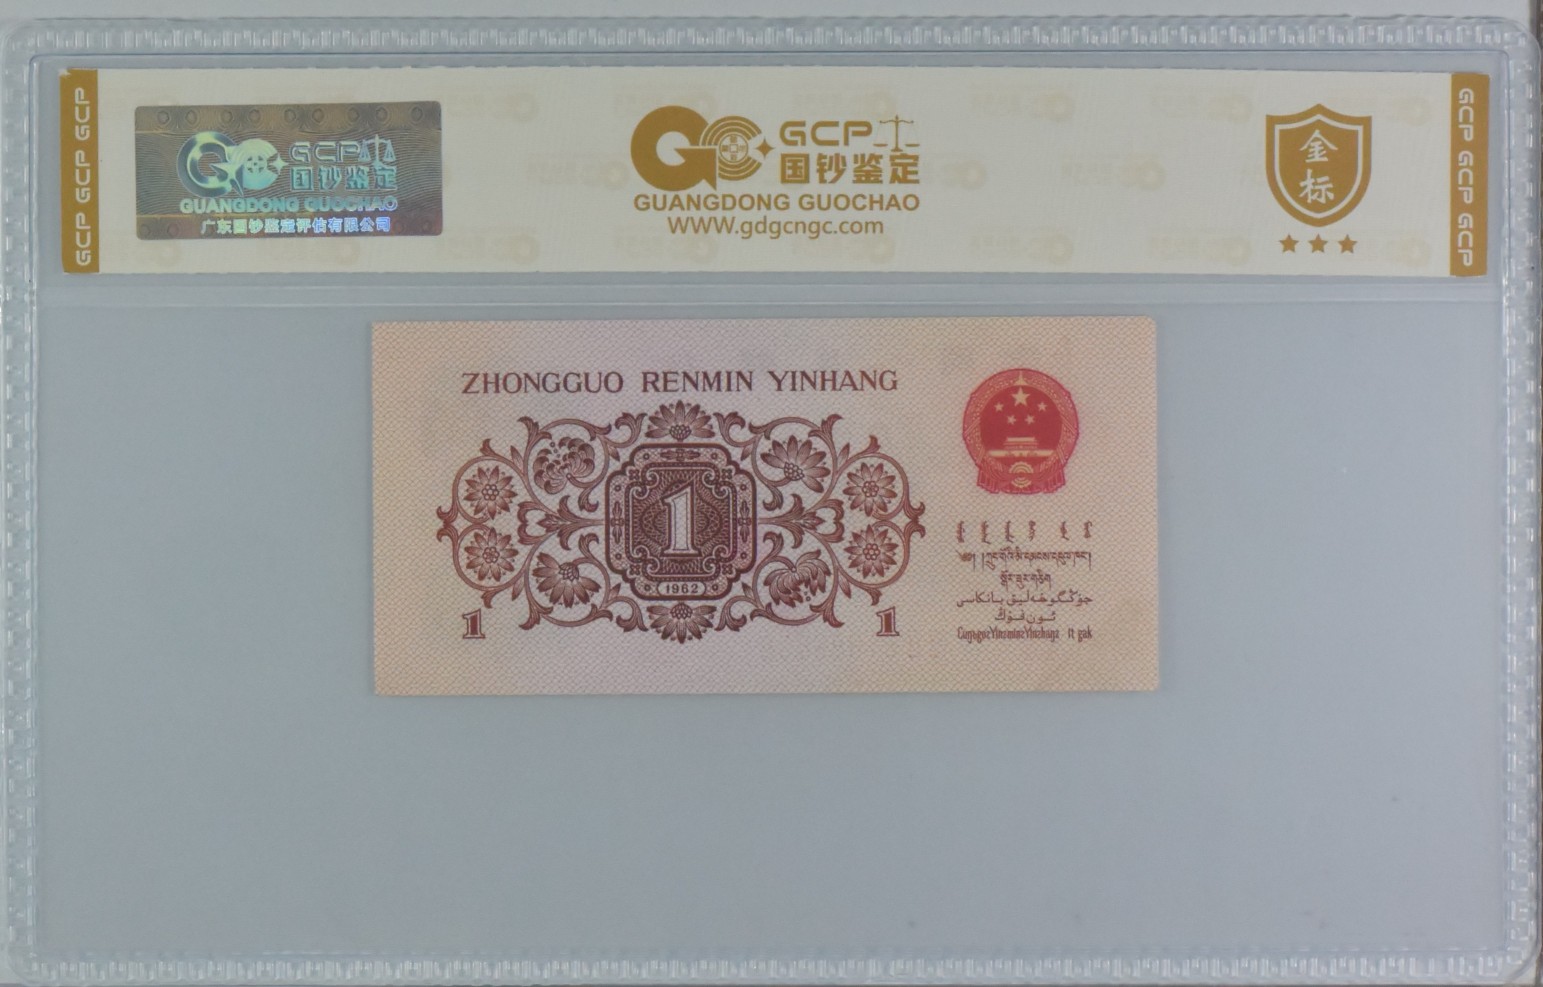 GCP GCP GCP
GCP
国钞鉴定
GUANGDONG GUOCHAO
广东国钞鉴定评估有限公司
GCP
国钞鉴定
GUANGDONG GUOCHAO
www.gdgcngc.com
金
标
GCP GCP GCP
ZHONGGUO RENMIN YINHANG
1
1962
1
1